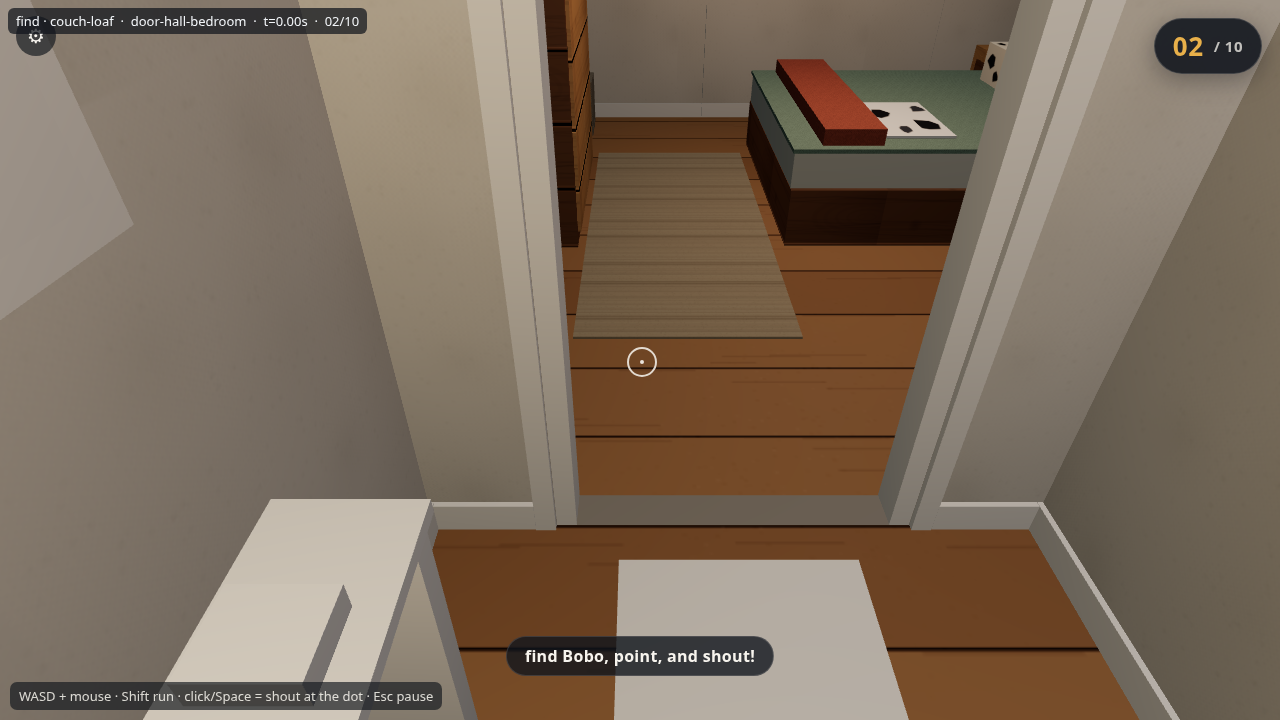 find · couch-loaf · door-hall-bedroom · t=0.00s · 02/10
02 / 10
find Bobo, point, and shout!
WASD + mouse · Shift run · click/Space = shout at the dot · Esc pause